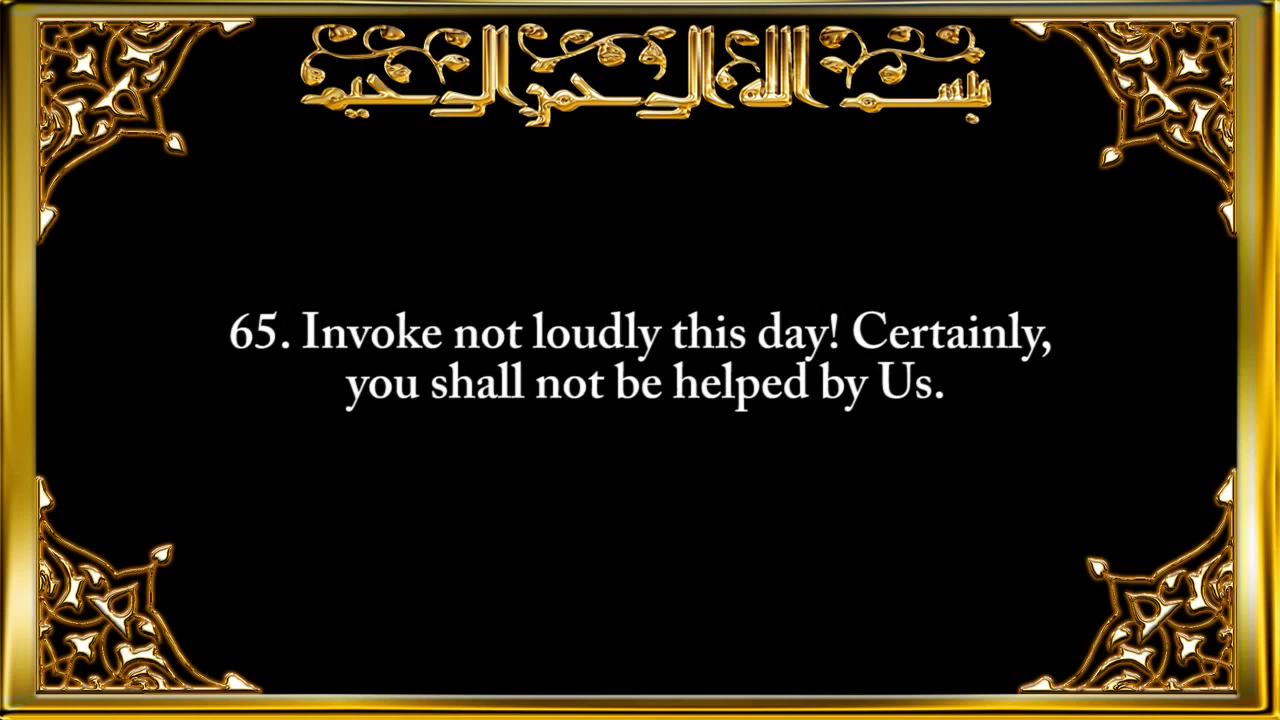 بسم الله الرحمن الرحيم
65. Invoke not loudly this day! Certainly,
you shall not be helped by Us.